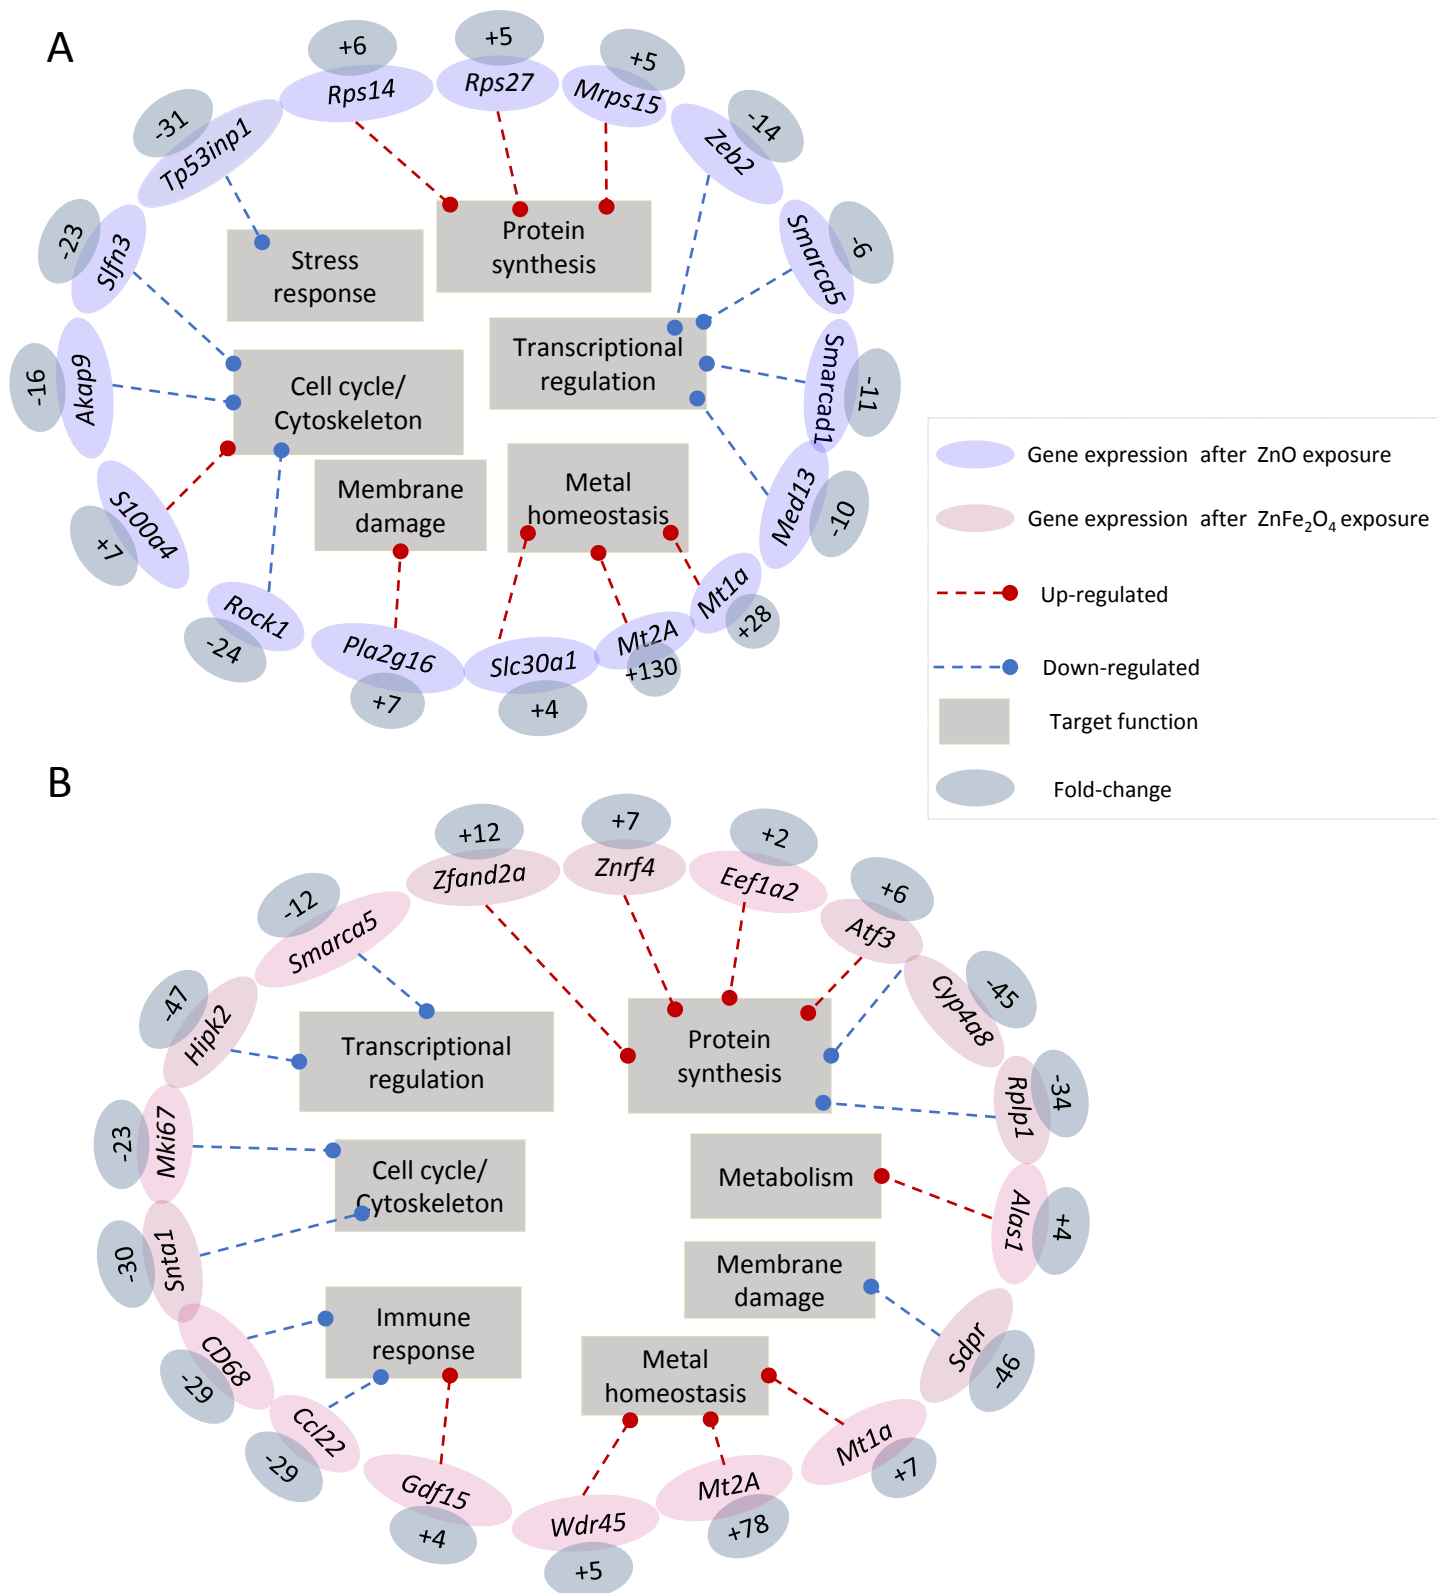 A
+6
Rps14
+5
Rps27
+5
Mrps15
-14
Zeb2
-6
Smarca5
-11
Smarcad1
-10
Med13
+28
Mt1a
+130
Mt2A
+4
Slc30a1
+7
Pla2g16
-24
Rock1
+7
S100a4
-16
Akap9
-23
Slfn3
-31
Tp53inp1
Stress
response
Protein
synthesis
Transcriptional
regulation
Cell cycle/
Cytoskeleton
Membrane
damage
Metal
homeostasis
Gene expression after ZnO exposure
Gene expression after ZnFe₂O₄ exposure
Up-regulated
Down-regulated
Target function
Fold-change
B
+12
Zfand2a
+7
Znrf4
+2
Eef1a2
+6
Atf3
-45
Cyp4a8
-34
Rplp1
+4
Alas1
-46
Sdpr
+7
Mt1a
+78
Mt2A
+5
Wdr45
+4
Gdf15
-29
Ccl22
-29
CD68
-30
Snta1
-23
Mki67
-47
Hipk2
-12
Smarca5
Transcriptional
regulation
Protein
synthesis
Cell cycle/
Cytoskeleton
Metabolism
Membrane
damage
Immune
response
Metal
homeostasis